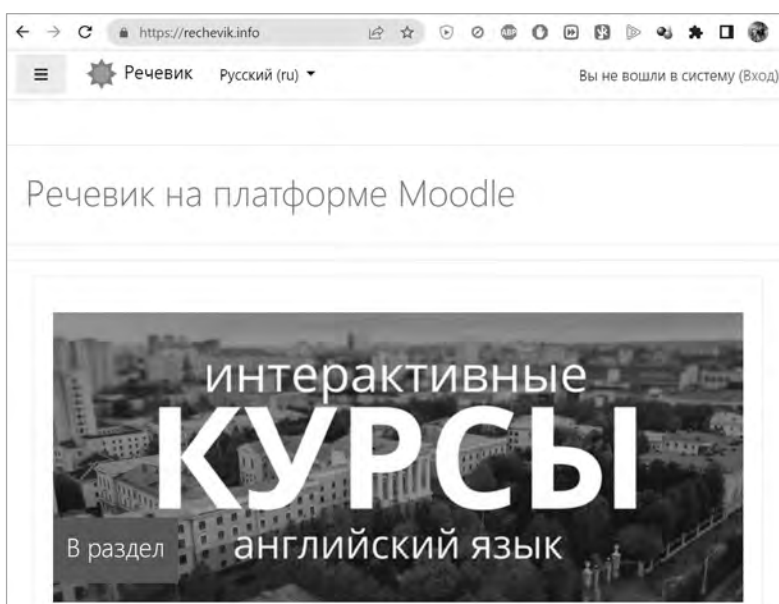 https://rechevik.info
ABP
Речевик Русский (ru)
Вы не вошли в систему (Вход)
Речевик на платформе Moodle
интерактивные
КУРСЫ
английский язык
В раздел